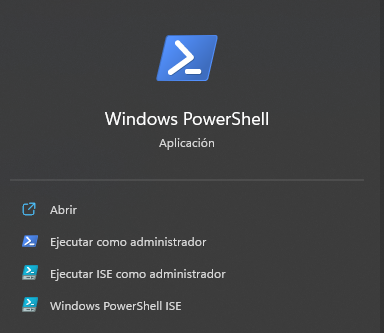 Windows PowerShell
Aplicación
Abrir
Ejecutar como administrador
Ejecutar ISE como administrador
Windows PowerShell ISE